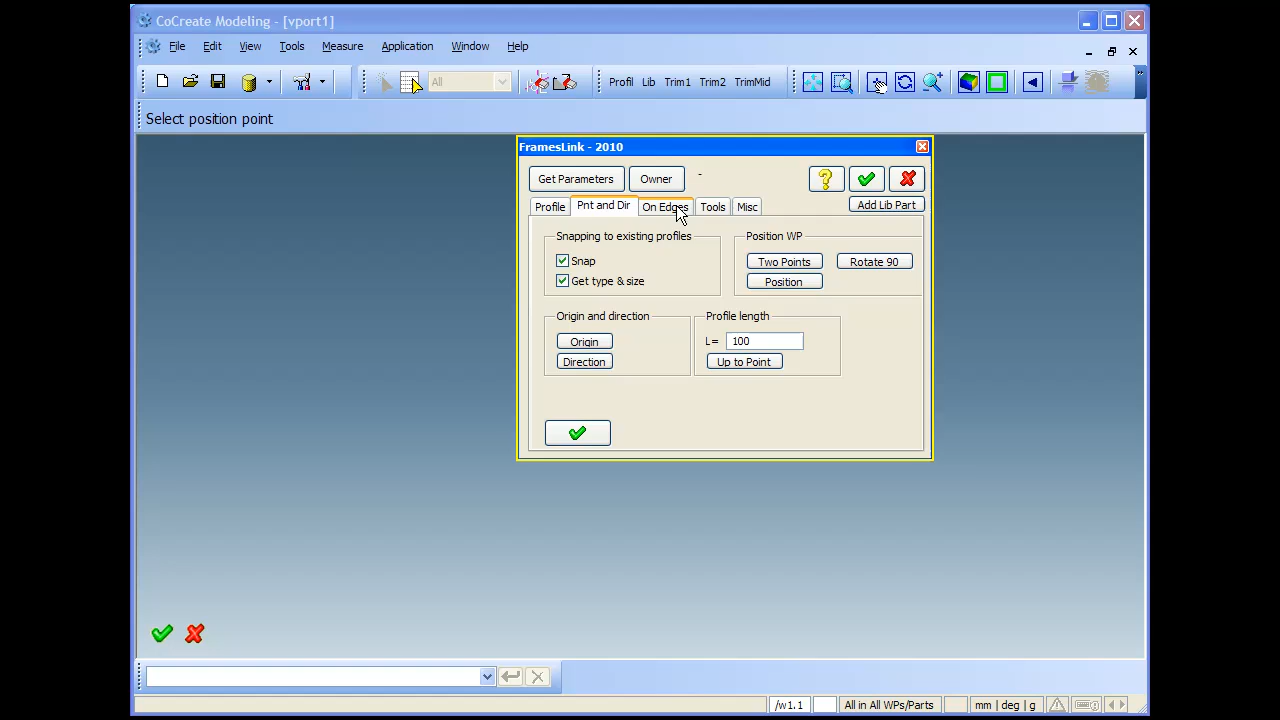 CoCreate Modeling - [vport1]
File Edit View Tools Measure Application Window Help
All Profil Lib Trim1 Trim2 TrimMid
Select position point
FramesLink - 2010
Get Parameters Owner -
Profile Pnt and Dir On Edges Tools Misc Add Lib Part
Snapping to existing profiles Position WP
Snap Two Points Rotate 90
Get type & size Position
Origin and direction Profile length
Origin L= 100
Direction Up to Point
/w1.1 All in All WPs/Parts mm | deg | g